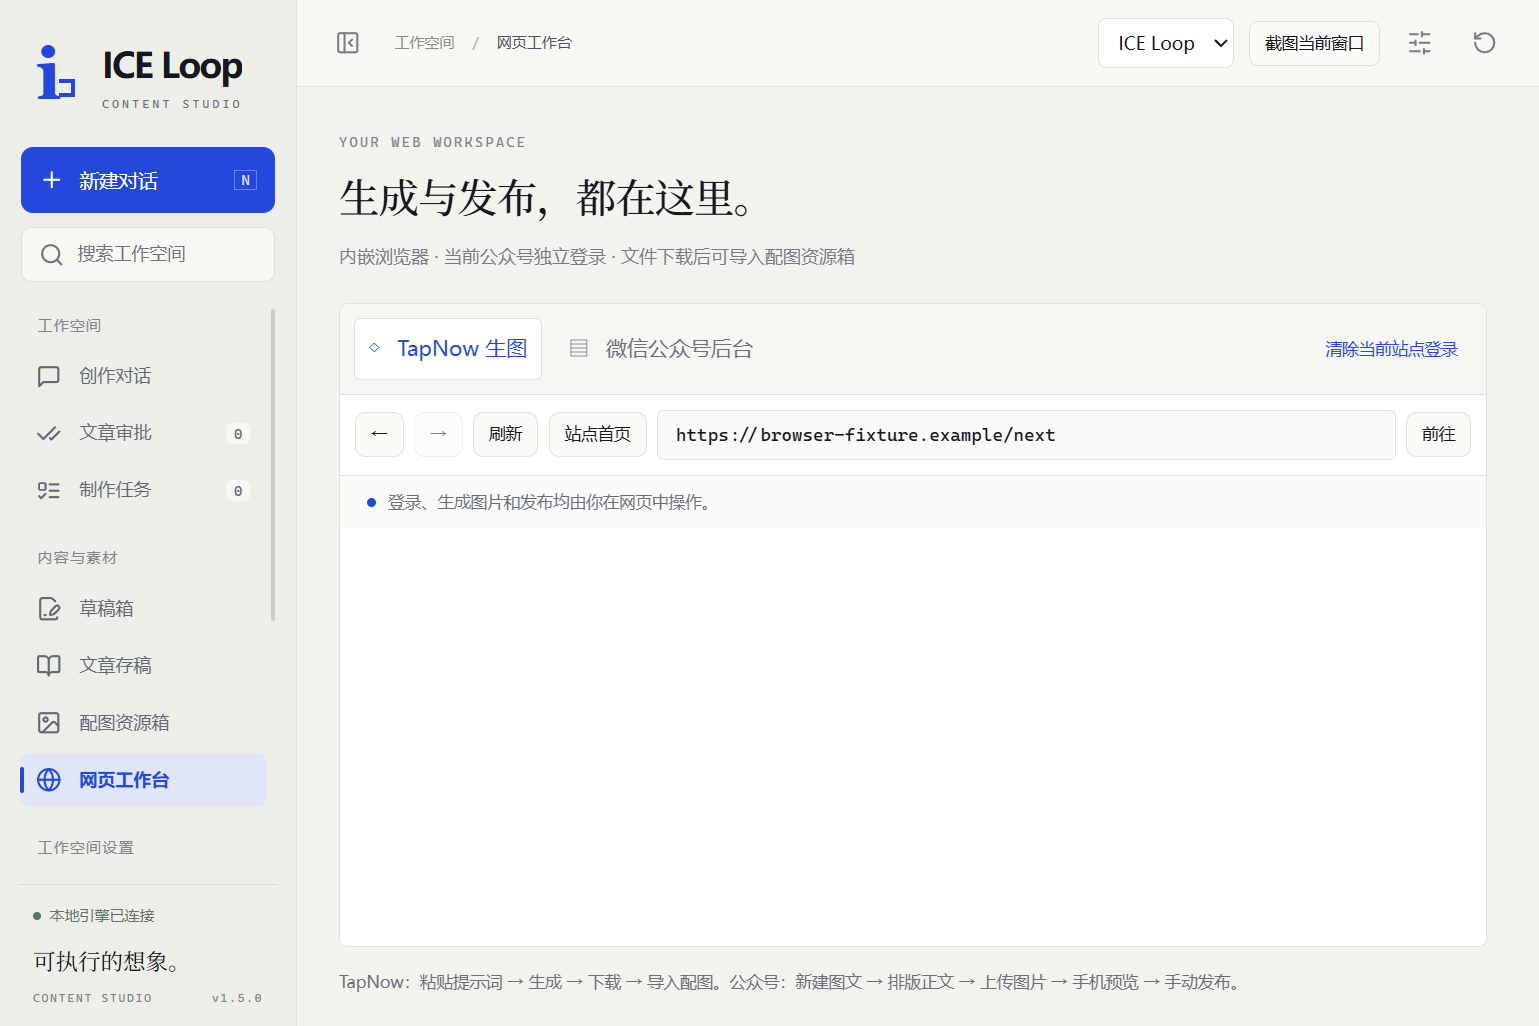 ICE Loop
CONTENT STUDIO
新建对话 N
搜索工作空间
工作空间
创作对话
文章审批 0
制作任务 0
内容与素材
草稿箱
文章存稿
配图资源箱
网页工作台
工作空间设置
本地引擎已连接
可执行的想象。
CONTENT STUDIO v1.5.0
工作空间 / 网页工作台
ICE Loop 截图当前窗口
YOUR WEB WORKSPACE
生成与发布，都在这里。
内嵌浏览器 · 当前公众号独立登录 · 文件下载后可导入配图资源箱
TapNow 生图 微信公众号后台 清除当前站点登录
← → 刷新 站点首页 https://browser-fixture.example/next 前往
登录、生成图片和发布均由你在网页中操作。
TapNow：粘贴提示词 → 生成 → 下载 → 导入配图。公众号：新建图文 → 排版正文 → 上传图片 → 手机预览 → 手动发布。